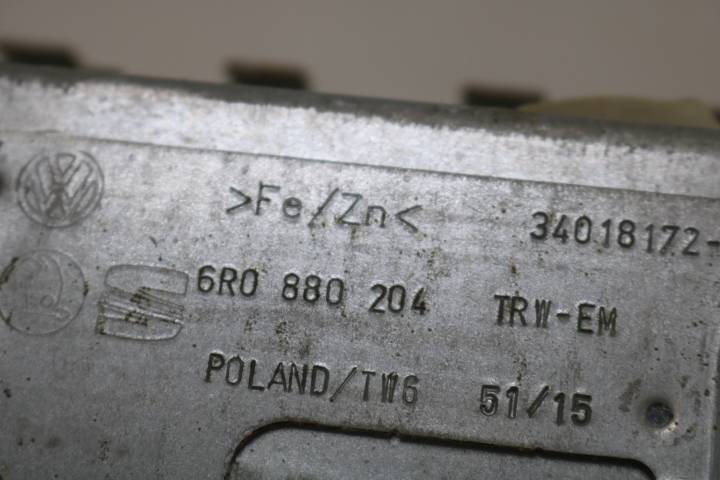 >Fe/Zn<
34018172-
6R0 880 204
TRW-EM
POLAND/TW6
51/15